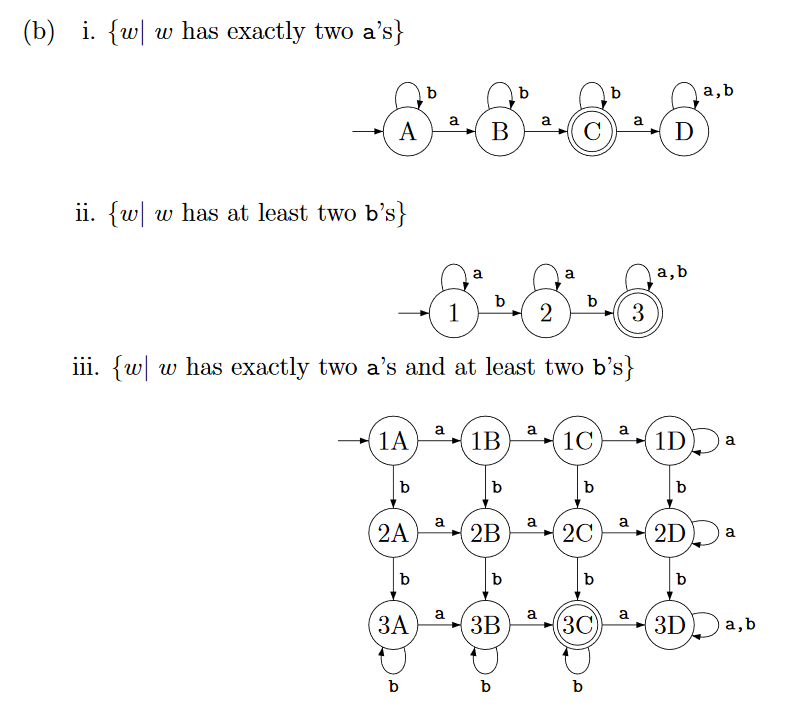 (b) i. {w| w has exactly two a's}
b b b a,b
A a B a C a D
ii. {w| w has at least two b's}
a a a,b
1 b 2 b 3
iii. {w| w has exactly two a's and at least two b's}
1A a 1B a 1C a 1D a
b b b b
2A a 2B a 2C a 2D a
b b b b
3A a 3B a 3C a 3D a,b
b b b